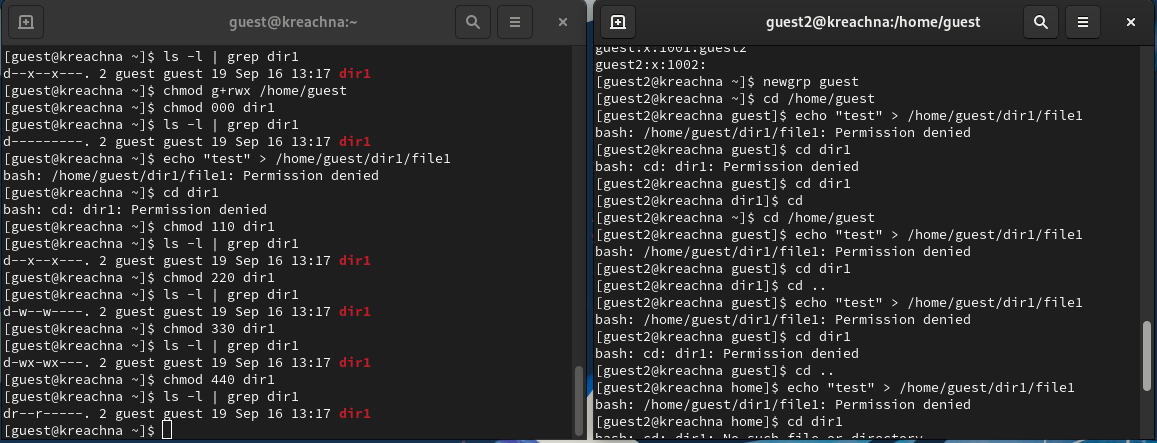 guest@kreachna:~
[guest@kreachna ~]$ ls -l | grep dir1
d--x--x---. 2 guest guest 19 Sep 16 13:17 dir1
[guest@kreachna ~]$ chmod g+rwx /home/guest
[guest@kreachna ~]$ chmod 000 dir1
[guest@kreachna ~]$ ls -l | grep dir1
d---------. 2 guest guest 19 Sep 16 13:17 dir1
[guest@kreachna ~]$ echo "test" > /home/guest/dir1/file1
bash: /home/guest/dir1/file1: Permission denied
[guest@kreachna ~]$ cd dir1
bash: cd: dir1: Permission denied
[guest@kreachna ~]$ chmod 110 dir1
[guest@kreachna ~]$ ls -l | grep dir1
d--x--x---. 2 guest guest 19 Sep 16 13:17 dir1
[guest@kreachna ~]$ chmod 220 dir1
[guest@kreachna ~]$ ls -l | grep dir1
d-w--w----. 2 guest guest 19 Sep 16 13:17 dir1
[guest@kreachna ~]$ chmod 330 dir1
[guest@kreachna ~]$ ls -l | grep dir1
d-wx-wx---. 2 guest guest 19 Sep 16 13:17 dir1
[guest@kreachna ~]$ chmod 440 dir1
[guest@kreachna ~]$ ls -l | grep dir1
dr--r-----. 2 guest guest 19 Sep 16 13:17 dir1
[guest@kreachna ~]$
guest2@kreachna:/home/guest
guest:x:1001:guest2
guest2:x:1002:
[guest2@kreachna ~]$ newgrp guest
[guest2@kreachna ~]$ cd /home/guest
[guest2@kreachna guest]$ echo "test" > /home/guest/dir1/file1
bash: /home/guest/dir1/file1: Permission denied
[guest2@kreachna guest]$ cd dir1
bash: cd: dir1: Permission denied
[guest2@kreachna guest]$ cd dir1
[guest2@kreachna dir1]$ cd
[guest2@kreachna ~]$ cd /home/guest
[guest2@kreachna guest]$ echo "test" > /home/guest/dir1/file1
bash: /home/guest/dir1/file1: Permission denied
[guest2@kreachna guest]$ cd dir1
[guest2@kreachna dir1]$ cd ..
[guest2@kreachna guest]$ echo "test" > /home/guest/dir1/file1
bash: /home/guest/dir1/file1: Permission denied
[guest2@kreachna guest]$ cd dir1
bash: cd: dir1: Permission denied
[guest2@kreachna guest]$ cd ..
[guest2@kreachna home]$ echo "test" > /home/guest/dir1/file1
bash: /home/guest/dir1/file1: Permission denied
[guest2@kreachna home]$ cd dir1
bash: cd: dir1: No such file or directory